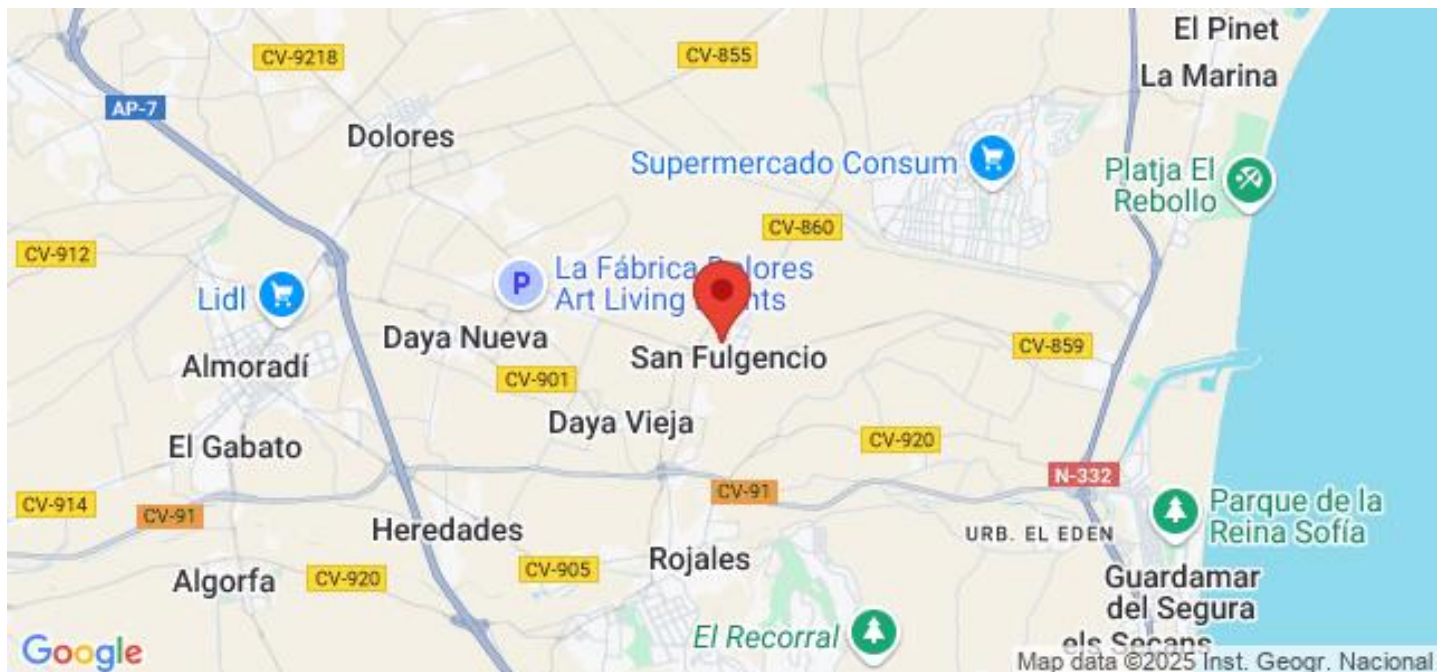 El Pinet
CV-9218
CV-855
La Marina
AP-7
Dolores
Supermercado Consum
Platja El
Rebollo
CV-860
CV-912
La Fábrica Dolores
Art Living
P
Lidl
Daya Nueva
San Fulgencio
CV-859
Almoradí
CV-901
Daya Vieja
CV-920
El Gabato
N-332
CV-91
CV-914
CV-91
Parque de la
Reina Sofía
Heredades
URB. EL EDEN
Rojales
CV-905
Algorfa
CV-920
Guardamar
del Segura
El Recorral
els Secans
Google
Map data ©2025 Inst. Geogr. Nacional